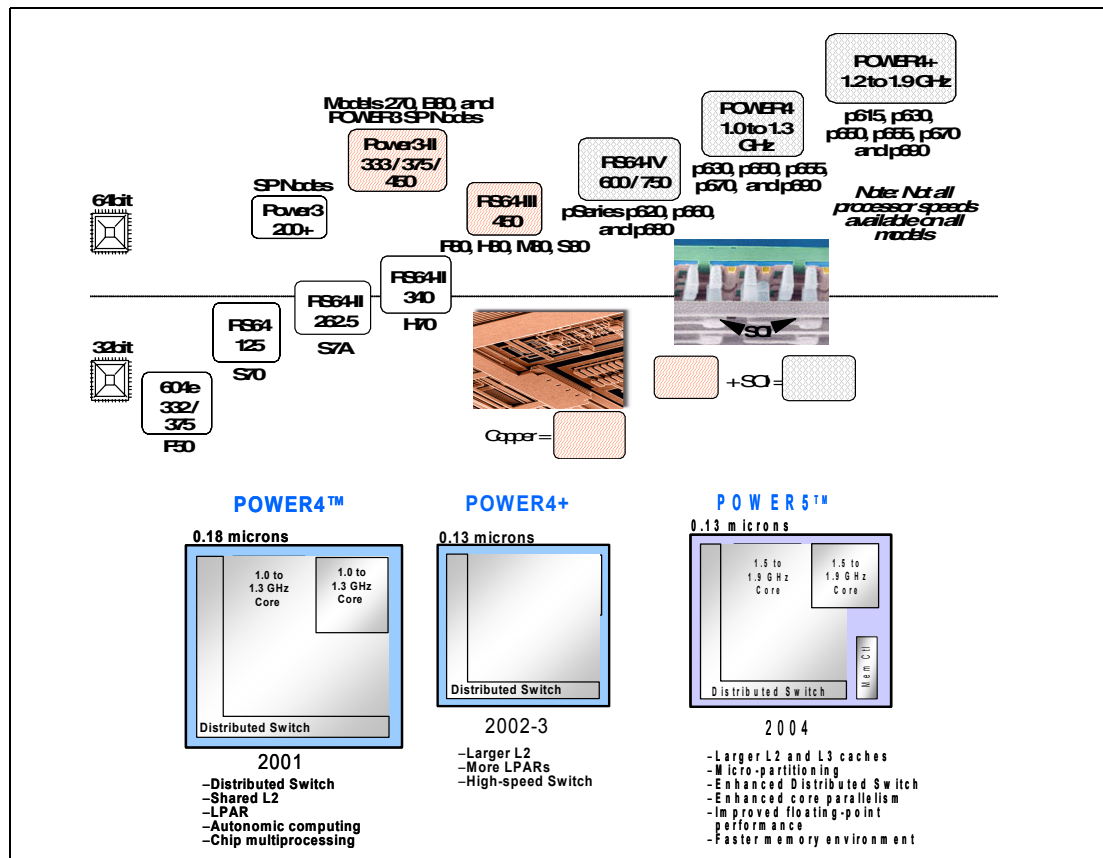 POWER4+
1.2 to 1.9 GHz
p615, p630,
p650, p655, p670
and p690
Models 270, B80, and
POWER3 SP Nodes
Power3-II
333 / 375 /
450
POWER4
1.0 to 1.3
GHz
p630, p650, p655,
p670, and p690
RS64-IV
600 / 750
pSeries p620, p660,
and p680
Note: Not all
processor speeds
available on all
models
SP Nodes
Power3
200+
RS64-III
450
F80, H80, M80, S80
64bit
RS64-II
340
H70
RS64-II
262.5
S7A
RS64
125
S70
SOI
32bit
604e
332 /
375
F50
+ SOI =
Copper =
POWER4™
0.18 microns
1.0 to
1.3 GHz
Core
1.0 to
1.3 GHz
Core
Distributed Switch
2001
–Distributed Switch
–Shared L2
–LPAR
–Autonomic computing
–Chip multiprocessing
POWER4+
0.13 microns
Distributed Switch
2002-3
–Larger L2
–More LPARs
–High-speed Switch
POWER5™
0.13 microns
1.5 to
1.9 GHz
Core
1.5 to
1.9 GHz
Core
Mem Ctl
Distributed Switch
2004
–Larger L2 and L3 caches
–Micro-partitioning
–Enhanced Distributed Switch
–Enhanced core parallelism
–Improved floating-point
performance
–Faster memory environment